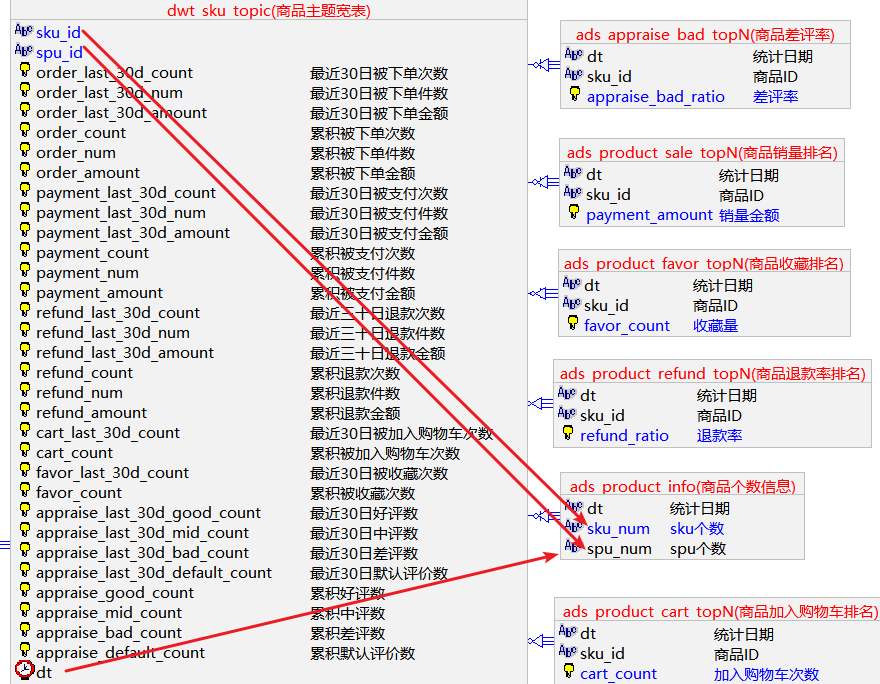 dwt_sku_topic(商品主题宽表)
sku_id
spu_id
order_last_30d_count 最近30日被下单次数
order_last_30d_num 最近30日被下单件数
order_last_30d_amount 最近30日被下单金额
order_count 累积被下单次数
order_num 累积被下单件数
order_amount 累积被下单金额
payment_last_30d_count 最近30日被支付次数
payment_last_30d_num 最近30日被支付件数
payment_last_30d_amount 最近30日被支付金额
payment_count 累积被支付次数
payment_num 累积被支付件数
payment_amount 累积被支付金额
refund_last_30d_count 最近三十日退款次数
refund_last_30d_num 最近三十日退款件数
refund_last_30d_amount 最近三十日退款金额
refund_count 累积退款次数
refund_num 累积退款件数
refund_amount 累积退款金额
cart_last_30d_count 最近30日被加入购物车次数
cart_count 累积被加入购物车次数
favor_last_30d_count 最近30日被收藏次数
favor_count 累积被收藏次数
appraise_last_30d_good_count 最近30日好评数
appraise_last_30d_mid_count 最近30日中评数
appraise_last_30d_bad_count 最近30日差评数
appraise_last_30d_default_count 最近30日默认评价数
appraise_good_count 累积好评数
appraise_mid_count 累积中评数
appraise_bad_count 累积差评数
appraise_default_count 累积默认评价数
dt
ads_appraise_bad_topN(商品差评率)
dt 统计日期
sku_id 商品ID
appraise_bad_ratio 差评率
ads_product_sale_topN(商品销量排名)
dt 统计日期
sku_id 商品ID
payment_amount 销量金额
ads_product_favor_topN(商品收藏排名)
dt 统计日期
sku_id 商品ID
favor_count 收藏量
ads_product_refund_topN(商品退款率排名)
dt 统计日期
sku_id 商品ID
refund_ratio 退款率
ads_product_info(商品个数信息)
dt 统计日期
sku_num sku个数
spu_num spu个数
ads_product_cart_topN(商品加入购物车排名)
dt 统计日期
sku_id 商品ID
cart_count 加入购物车次数